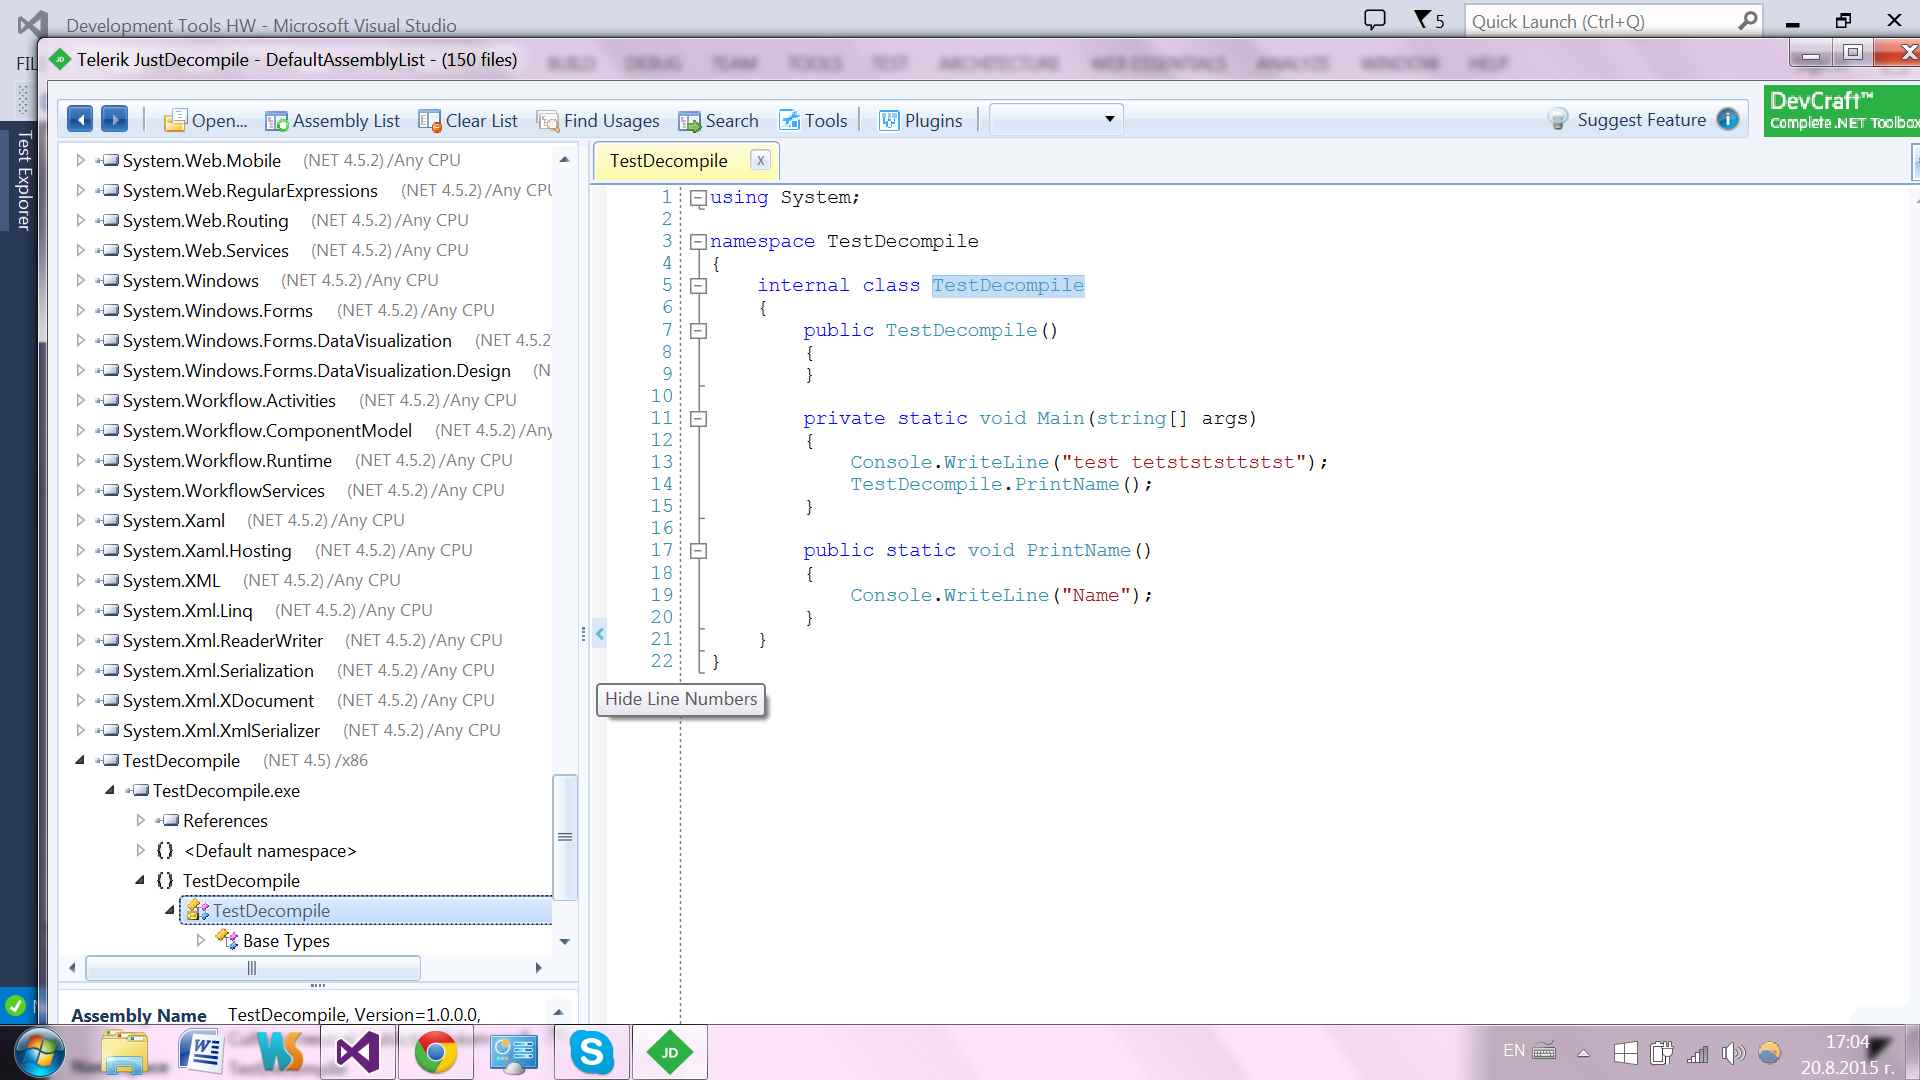 Development Tools HW - Microsoft Visual Studio
5
Quick Launch (Ctrl+Q)
FIL
Telerik JustDecompile - DefaultAssemblyList - (150 files)
BUILD DEBUG TEAM TOOLS TEST ARCHITECTURE WEB ESSENTIALS ANALYZE WINDOW HELP
Open... Assembly List Clear List Find Usages Search Tools Plugins Suggest Feature
DevCraft™
Complete .NET Toolbox
Test Explorer
System.Web.Mobile (NET 4.5.2) /Any CPU
System.Web.RegularExpressions (NET 4.5.2) /Any CPU
System.Web.Routing (NET 4.5.2) /Any CPU
System.Web.Services (NET 4.5.2) /Any CPU
System.Windows (NET 4.5.2) /Any CPU
System.Windows.Forms (NET 4.5.2) /Any CPU
System.Windows.Forms.DataVisualization (NET 4.5.2
System.Windows.Forms.DataVisualization.Design (N
System.Workflow.Activities (NET 4.5.2) /Any CPU
System.Workflow.ComponentModel (NET 4.5.2) /Any
System.Workflow.Runtime (NET 4.5.2) /Any CPU
System.WorkflowServices (NET 4.5.2) /Any CPU
System.Xaml (NET 4.5.2) /Any CPU
System.Xaml.Hosting (NET 4.5.2) /Any CPU
System.XML (NET 4.5.2) /Any CPU
System.Xml.Linq (NET 4.5.2) /Any CPU
System.Xml.ReaderWriter (NET 4.5.2) /Any CPU
System.Xml.Serialization (NET 4.5.2) /Any CPU
System.Xml.XDocument (NET 4.5.2) /Any CPU
System.Xml.XmlSerializer (NET 4.5.2) /Any CPU
TestDecompile (NET 4.5) /x86
TestDecompile.exe
References
{} <Default namespace>
{} TestDecompile
TestDecompile
Base Types
Assembly Name TestDecompile, Version=1.0.0.0,
TestDecompile x
1 using System;
2
3 namespace TestDecompile
4 {
5 internal class TestDecompile
6 {
7 public TestDecompile()
8 {
9 }
10
11 private static void Main(string[] args)
12 {
13 Console.WriteLine("test tetstststtstst");
14 TestDecompile.PrintName();
15 }
16
17 public static void PrintName()
18 {
19 Console.WriteLine("Name");
20 }
21 }
22 }
Hide Line Numbers
JD
EN
17:04
20.8.2015 г.